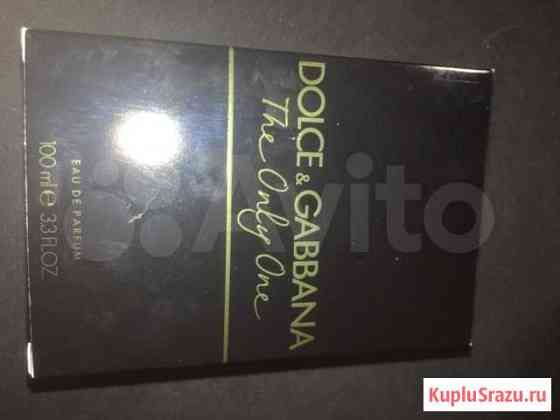 DOLCE & GABBANA
The Only One
EAU DE PARFUM
100 ml e 3.3 FL.OZ
Avito
KupluSrazu.ru